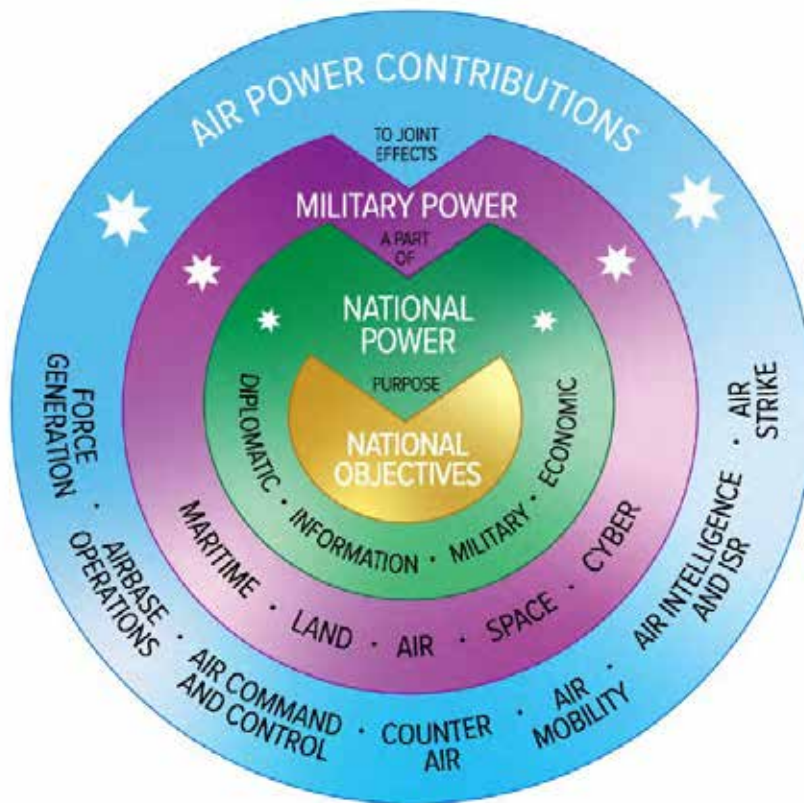 AIR POWER CONTRIBUTIONS
TO JOINT
EFFECTS
MILITARY POWER
A PART
OF
NATIONAL
POWER
PURPOSE
NATIONAL
OBJECTIVES
DIPLOMATIC · INFORMATION · MILITARY · ECONOMIC
MARITIME · LAND · AIR · SPACE · CYBER
FORCE
GENERATION ·
AIRBASE
OPERATIONS ·
AIR COMMAND
AND CONTROL ·
COUNTER
AIR ·
AIR
MOBILITY ·
AIR INTELLIGENCE
AND ISR ·
AIR
STRIKE